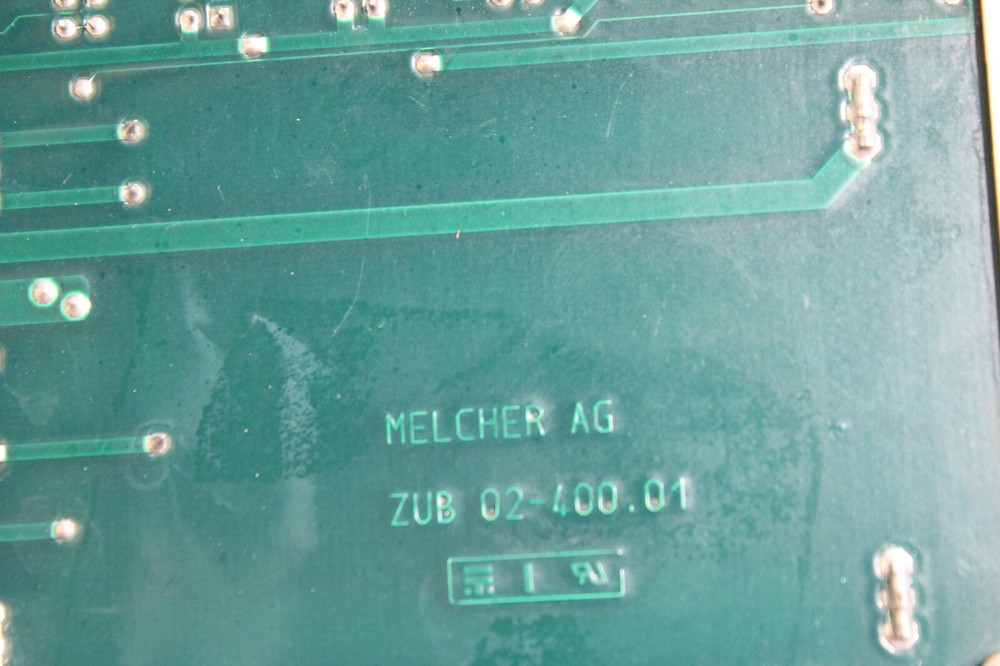 MELCHER AG
ZUB 02-400.01